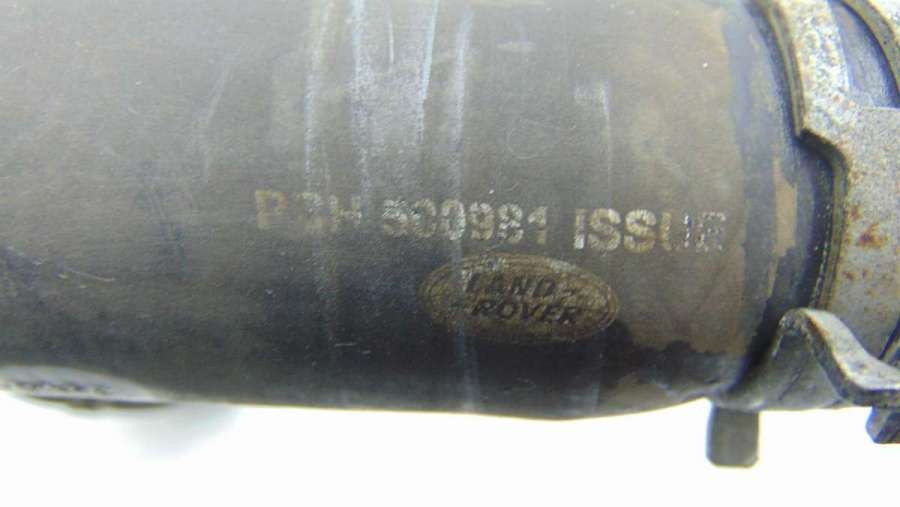 PCH 500981 ISSUE
LAND-
-ROVER